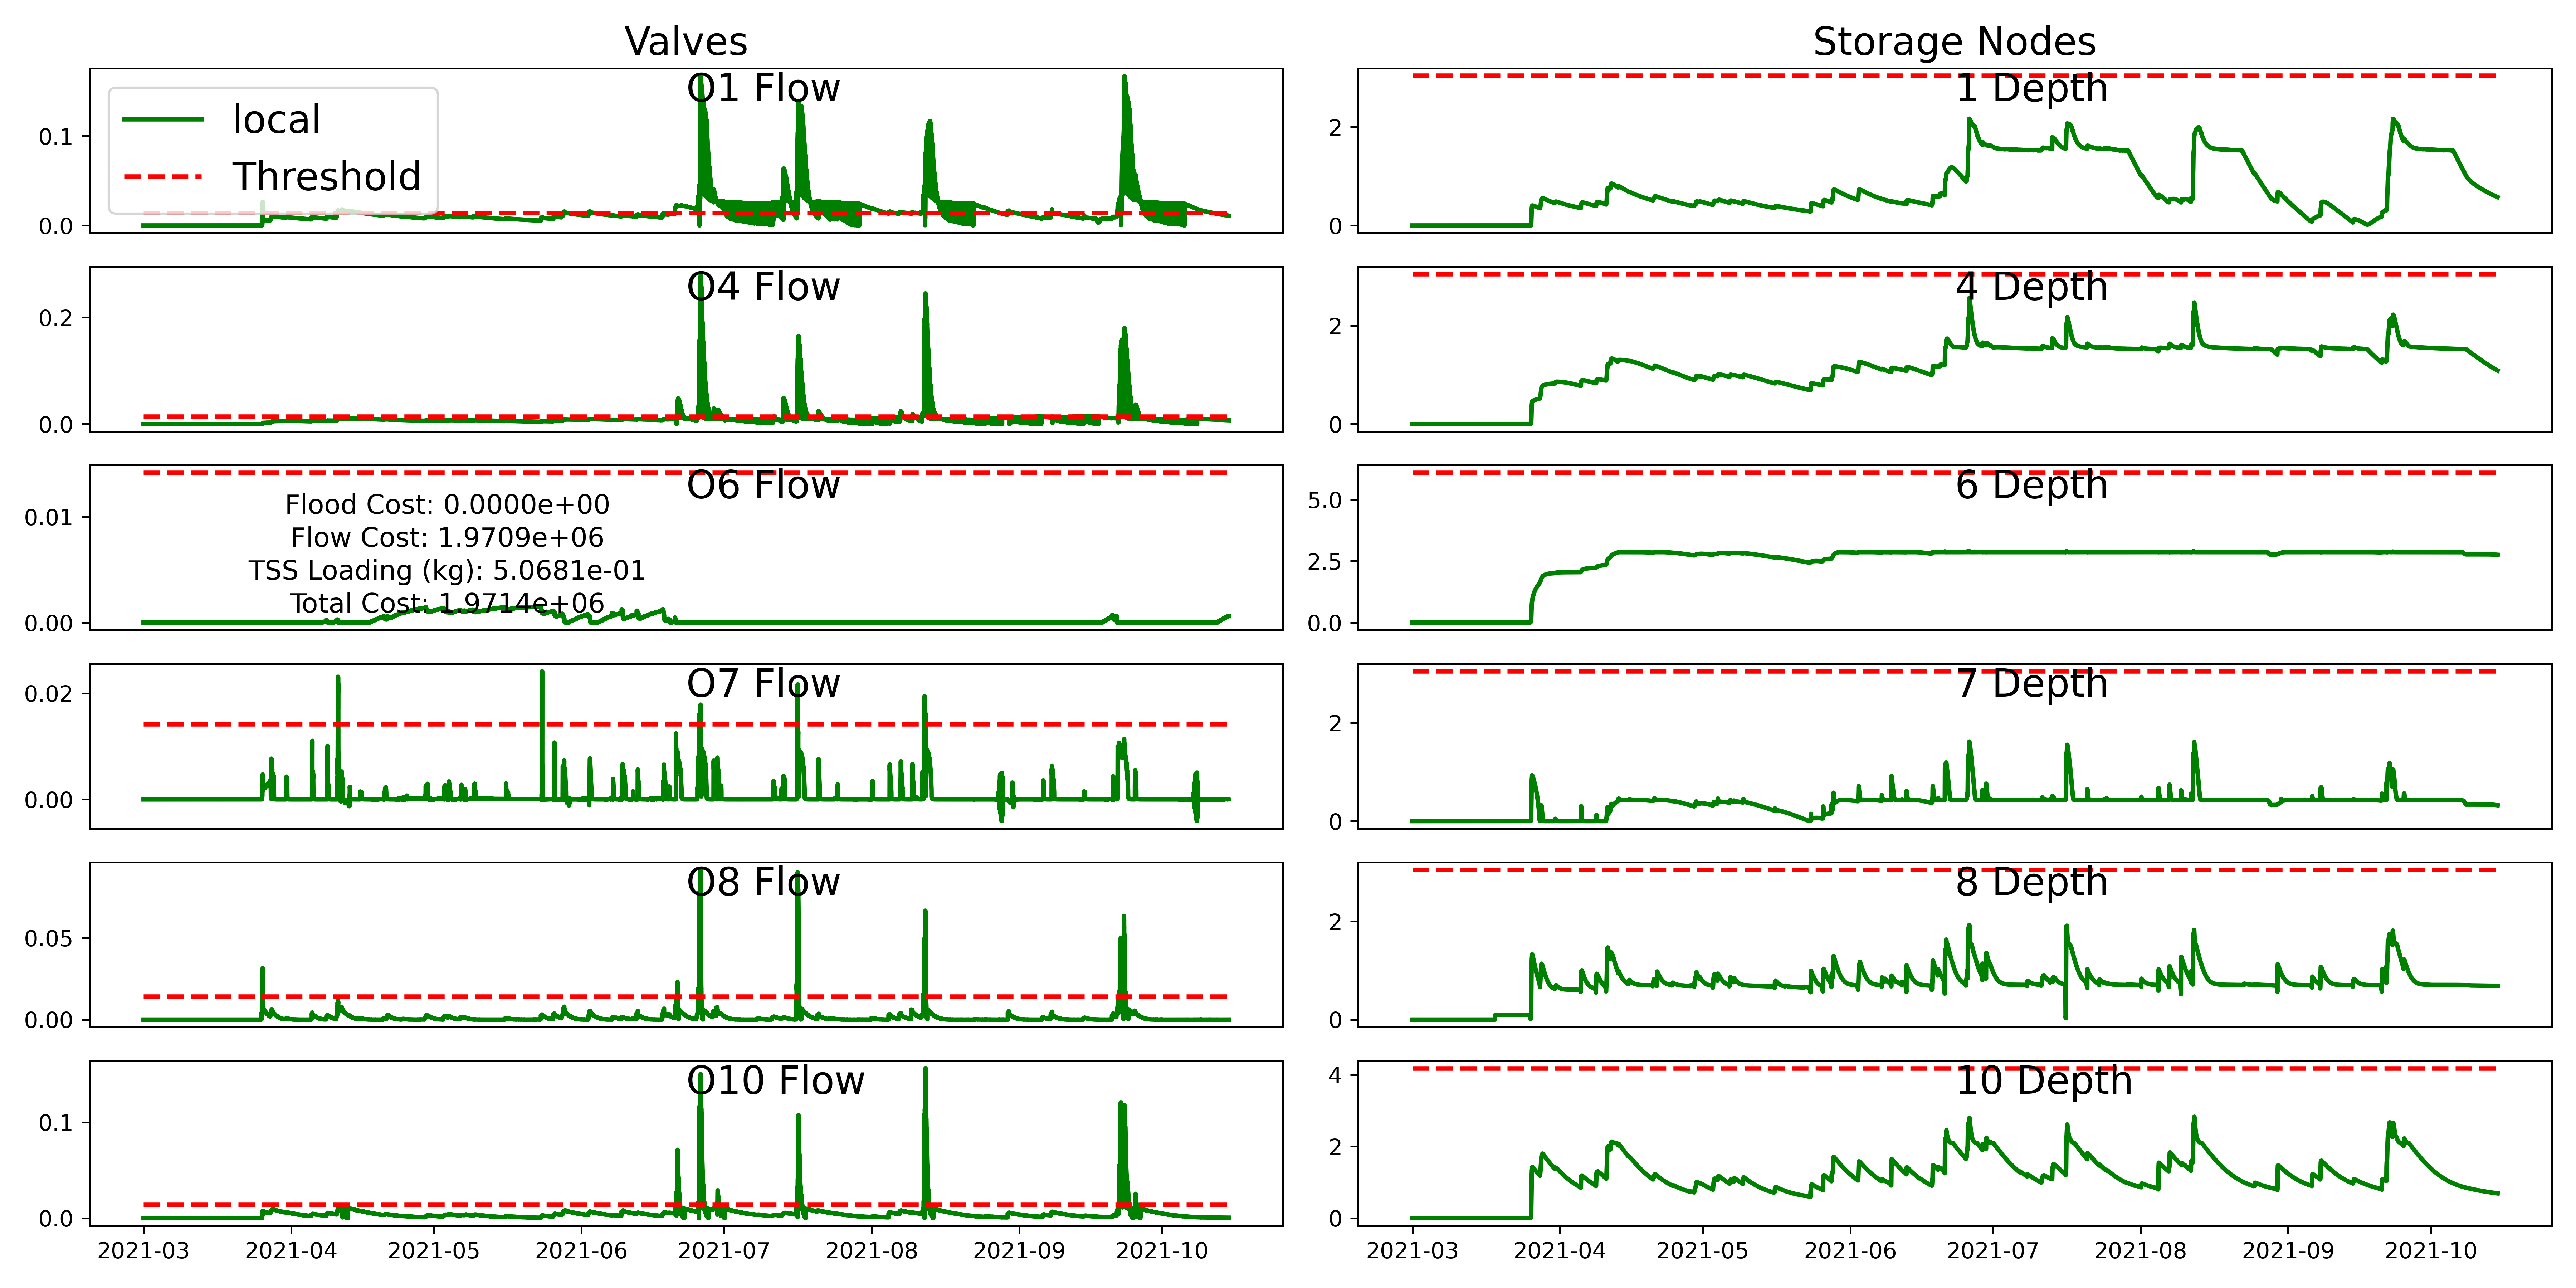 Valves
Storage Nodes
O1 Flow
local
Threshold
0.1
0.0
1 Depth
2
0
O4 Flow
0.2
0.0
4 Depth
2
0
O6 Flow
0.01
0.00
Flood Cost: 0.0000e+00
Flow Cost: 1.9709e+06
TSS Loading (kg): 5.0681e-01
Total Cost: 1.9714e+06
6 Depth
5.0
2.5
0.0
O7 Flow
0.02
0.00
7 Depth
2
0
O8 Flow
0.05
0.00
8 Depth
2
0
O10 Flow
0.1
0.0
2021-03 2021-04 2021-05 2021-06 2021-07 2021-08 2021-09 2021-10
10 Depth
4
2
0
2021-03 2021-04 2021-05 2021-06 2021-07 2021-08 2021-09 2021-10